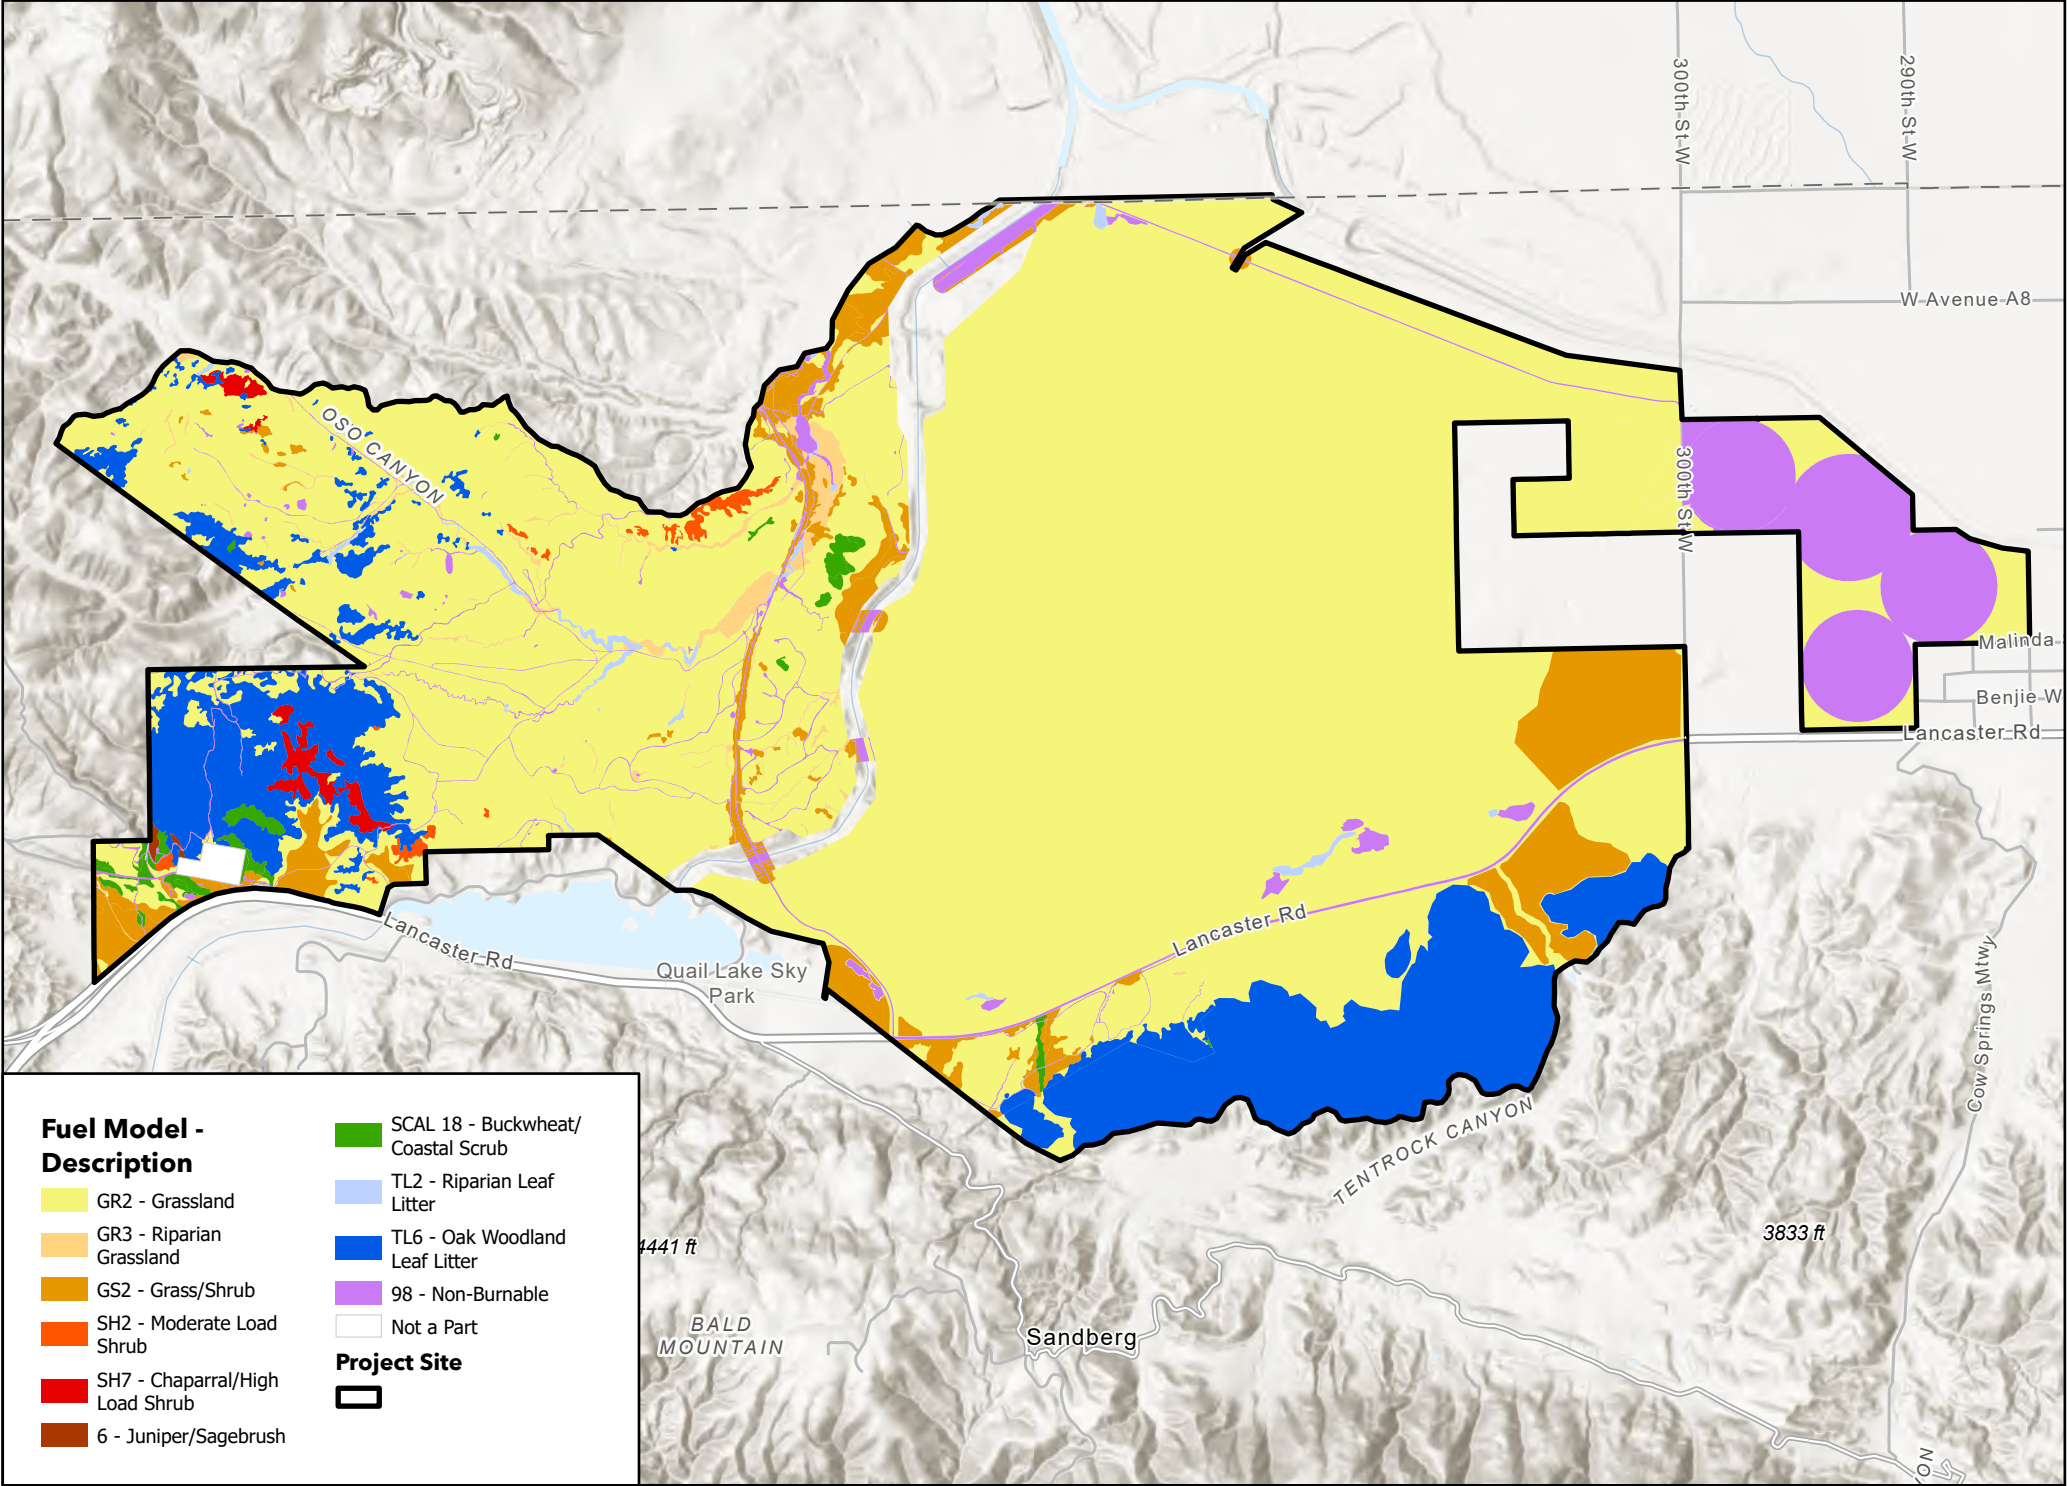 300th St W
290th St W
W Avenue A8
OSO CANYON
300th St W
Malinda
Benjie W
Lancaster Rd
Lancaster Rd
Lancaster Rd
Quail Lake Sky
Park
Cow Springs Mtwy
TENTROCK CANYON
3833 ft
4441 ft
BALD
MOUNTAIN
Sandberg
YON
Fuel Model -
Description
GR2 - Grassland
GR3 - Riparian
Grassland
GS2 - Grass/Shrub
SH2 - Moderate Load
Shrub
SH7 - Chaparral/High
Load Shrub
6 - Juniper/Sagebrush
SCAL 18 - Buckwheat/
Coastal Scrub
TL2 - Riparian Leaf
Litter
TL6 - Oak Woodland
Leaf Litter
98 - Non-Burnable
Not a Part
Project Site